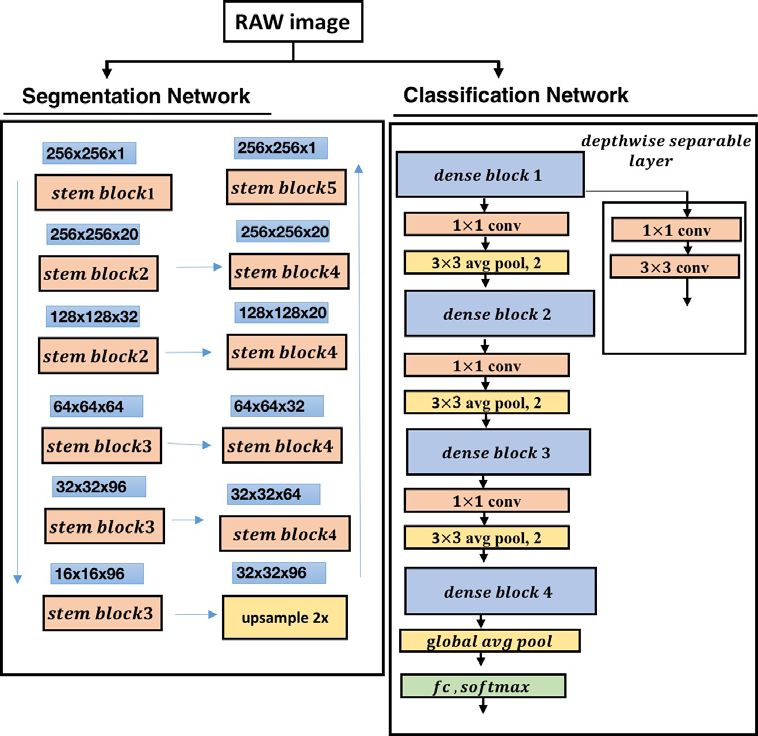 RAW image
Segmentation Network
256x256x1
stem block1
256x256x20
stem block2
128x128x32
stem block2
64x64x64
stem block3
32x32x96
stem block3
16x16x96
stem block3
256x256x1
stem block5
256x256x20
stem block4
128x128x20
stem block4
64x64x32
stem block4
32x32x64
stem block4
32x32x96
upsample 2x
Classification Network
dense block 1
1×1 conv
3×3 avg pool, 2
dense block 2
1×1 conv
3×3 avg pool, 2
dense block 3
1×1 conv
3×3 avg pool, 2
dense block 4
global avg pool
fc ,softmax
depthwise separable
layer
1×1 conv
3×3 conv